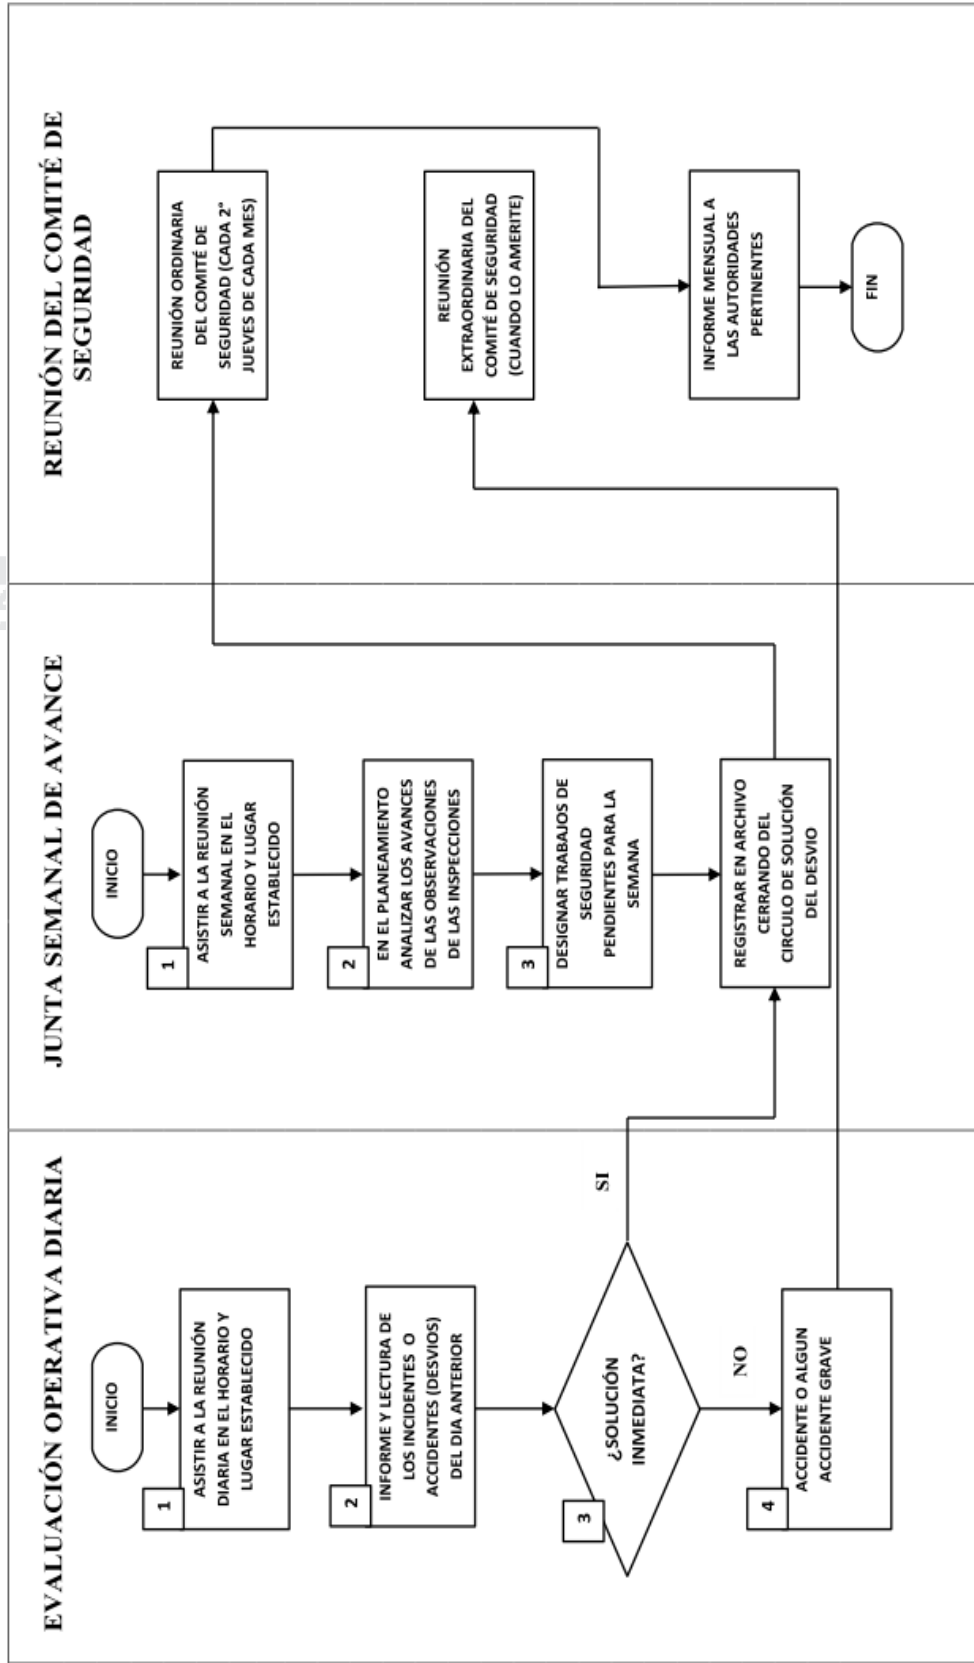 EVALUACIÓN OPERATIVA DIARIA
INICIO
1
ASISTIR A LA REUNIÓN
DIARIA EN EL HORARIO Y
LUGAR ESTABLECIDO
2
INFORME Y LECTURA DE
LOS INCIDENTES O
ACCIDENTES (DESVIOS)
DEL DIA ANTERIOR
3
¿SOLUCIÓN
INMEDIATA?
SI
NO
4
ACCIDENTE O ALGUN
ACCIDENTE GRAVE
JUNTA SEMANAL DE AVANCE
INICIO
1
ASISTIR A LA REUNIÓN
SEMANAL EN EL
HORARIO Y LUGAR
ESTABLECIDO
2
EN EL PLANEAMIENTO
ANALIZAR LOS AVANCES
DE LAS OBSERVACIONES
DE LAS INSPECCIONES
3
DESIGNAR TRABAJOS DE
SEGURIDAD
PENDIENTES PARA LA
SEMANA
REGISTRAR EN ARCHIVO
CERRANDO DEL
CIRCULO DE SOLUCIÓN
DEL DESVIO
REUNIÓN DEL COMITÉ DE
SEGURIDAD
REUNIÓN ORDINARIA
DEL COMITÉ DE
SEGURIDAD (CADA 2°
JUEVES DE CADA MES)
REUNIÓN
EXTRAORDINARIA DEL
COMITÉ DE SEGURIDAD
(CUANDO LO AMERITE)
INFORME MENSUAL A
LAS AUTORIDADES
PERTINENTES
FIN